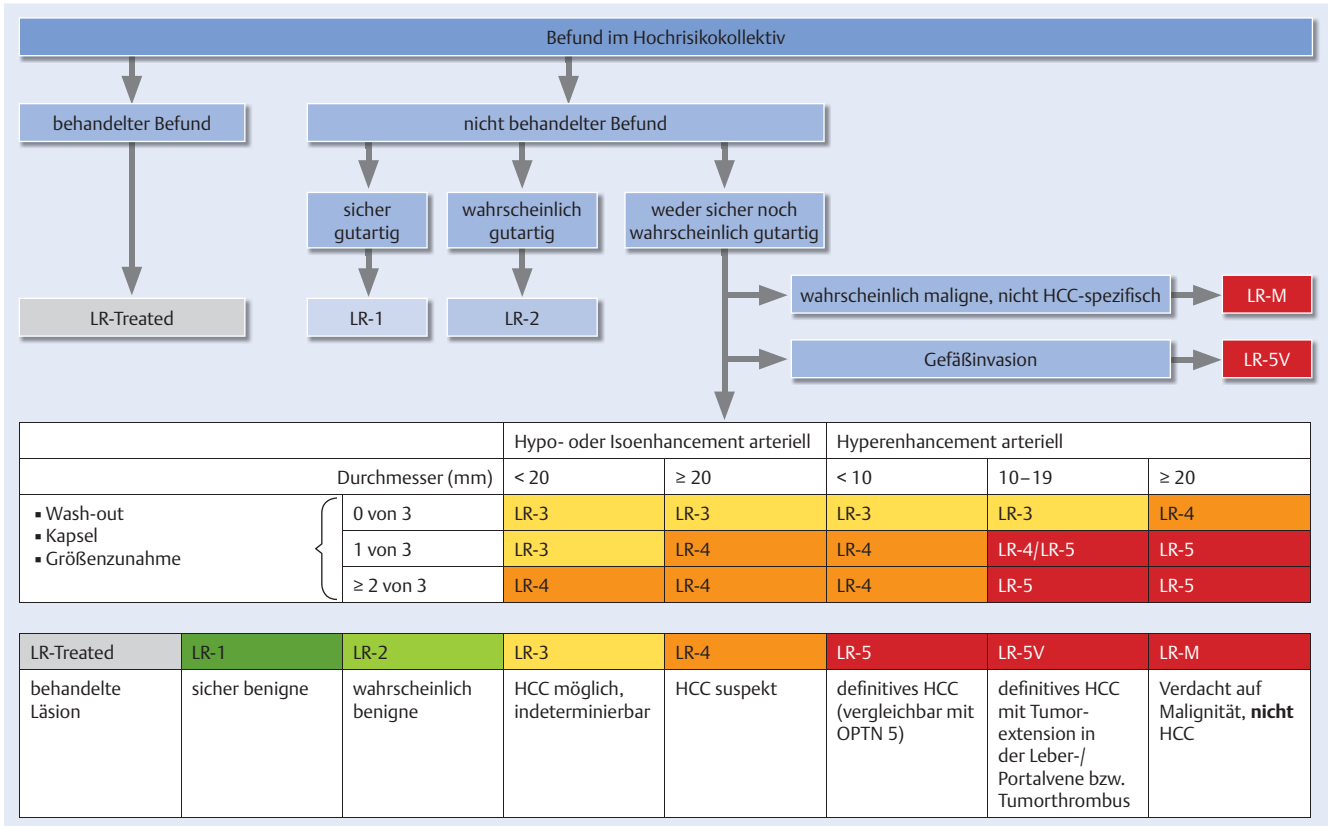 Befund im Hochrisikokollektiv
behandelter Befund
nicht behandelter Befund
sicher
gutartig
wahrscheinlich
gutartig
weder sicher noch
wahrscheinlich gutartig
wahrscheinlich maligne, nicht HCC-spezifisch
LR-M
LR-Treated
LR-1
LR-2
Gefäßinvasion
LR-5V
Hypo- oder Isoenhancement arteriell
Hyperenhancement arteriell
Durchmesser (mm)
< 20
≥ 20
< 10
10–19
≥ 20
▪ Wash-out
▪ Kapsel
▪ Größenzunahme
0 von 3
LR-3
LR-3
LR-3
LR-3
LR-4
1 von 3
LR-3
LR-4
LR-4
LR-4/LR-5
LR-5
≥ 2 von 3
LR-4
LR-4
LR-4
LR-5
LR-5
LR-Treated
LR-1
LR-2
LR-3
LR-4
LR-5
LR-5V
LR-M
behandelte
Läsion
sicher benigne
wahrscheinlich
benigne
HCC möglich,
indeterminierbar
HCC suspekt
definitives HCC
(vergleichbar mit
OPTN 5)
definitives HCC
mit Tumor-
extension in
der Leber-/
Portalvene bzw.
Tumorthrombus
Verdacht auf
Malignität, nicht
HCC